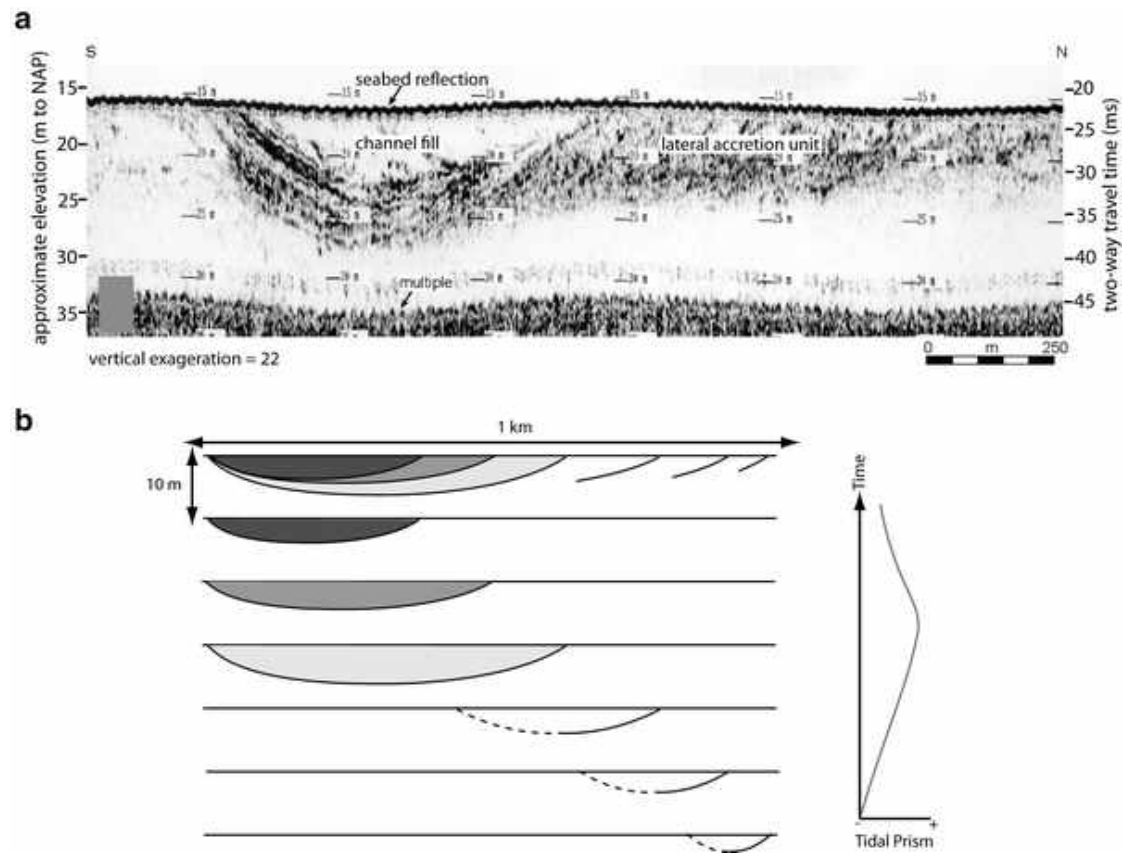 a
S
N
approximate elevation (m to NAP)
15
20
25
30
35
seabed reflection
channel fill
lateral accretion unit
multiple
20
25
30
35
40
45
two-way travel time (ms)
vertical exageration = 22
0 m 250
b
1 km
10 m
Time
- +
Tidal Prism